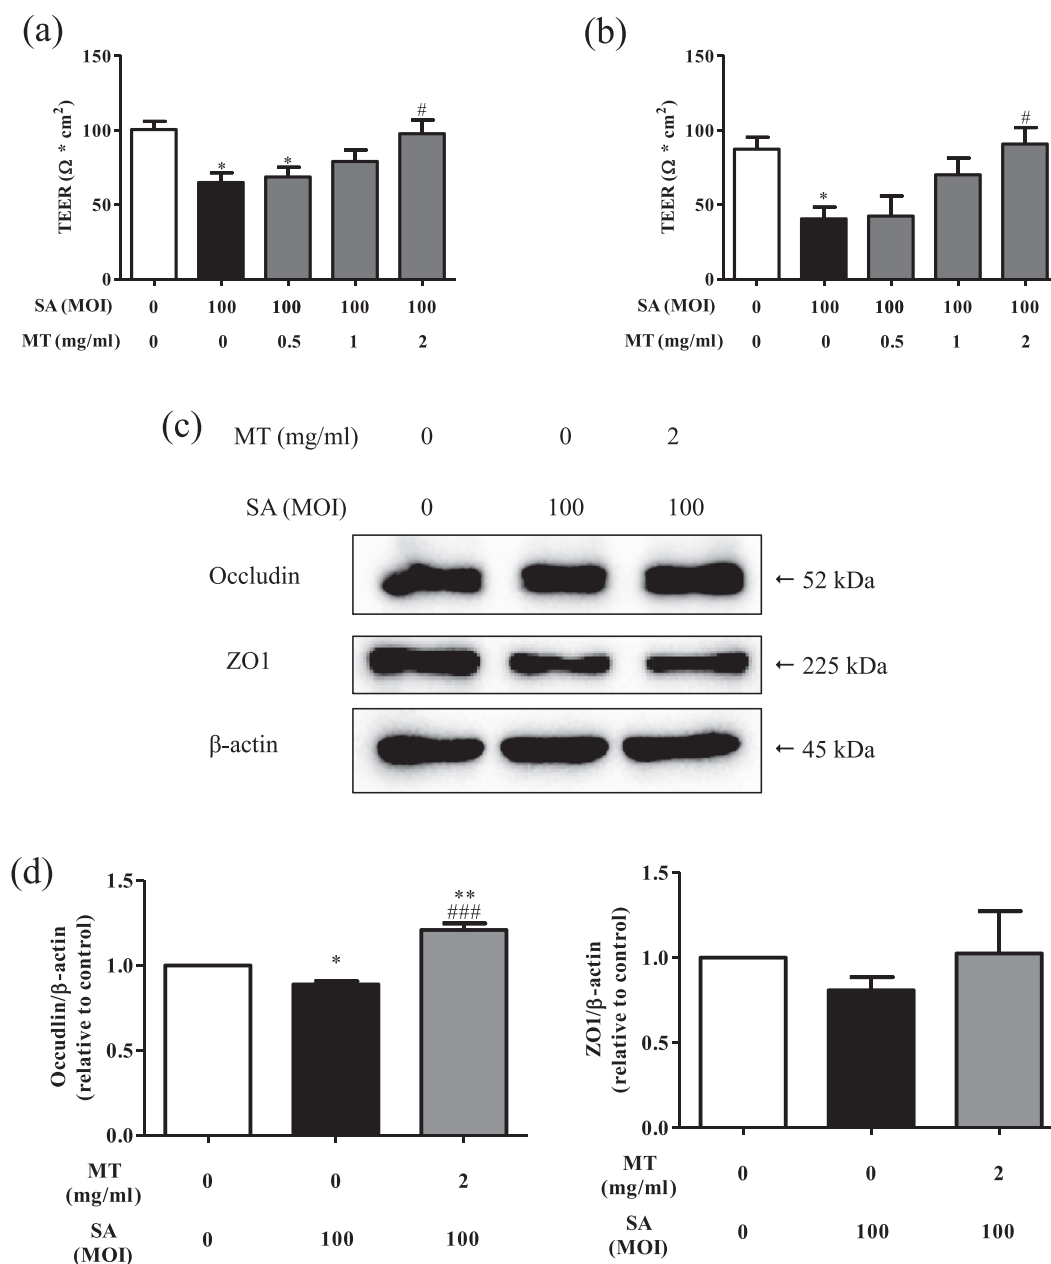 (a)
150
100
50
0
TEER (Ω * cm²)
* * #
SA (MOI) 0 100 100 100 100
MT (mg/ml) 0 0 0.5 1 2
(b)
150
100
50
0
TEER (Ω * cm²)
* #
SA (MOI) 0 100 100 100 100
MT (mg/ml) 0 0 0.5 1 2
(c)
MT (mg/ml) 0 0 2
SA (MOI) 0 100 100
Occludin ← 52 kDa
ZO1 ← 225 kDa
β-actin ← 45 kDa
(d)
1.5
1.0
0.5
0.0
Occudlin/β-actin
(relative to control)
*
**
###
MT
(mg/ml) 0 0 2
SA
(MOI) 0 100 100
1.5
1.0
0.5
0.0
ZO1/β-actin
(relative to control)
MT
(mg/ml) 0 0 2
SA
(MOI) 0 100 100